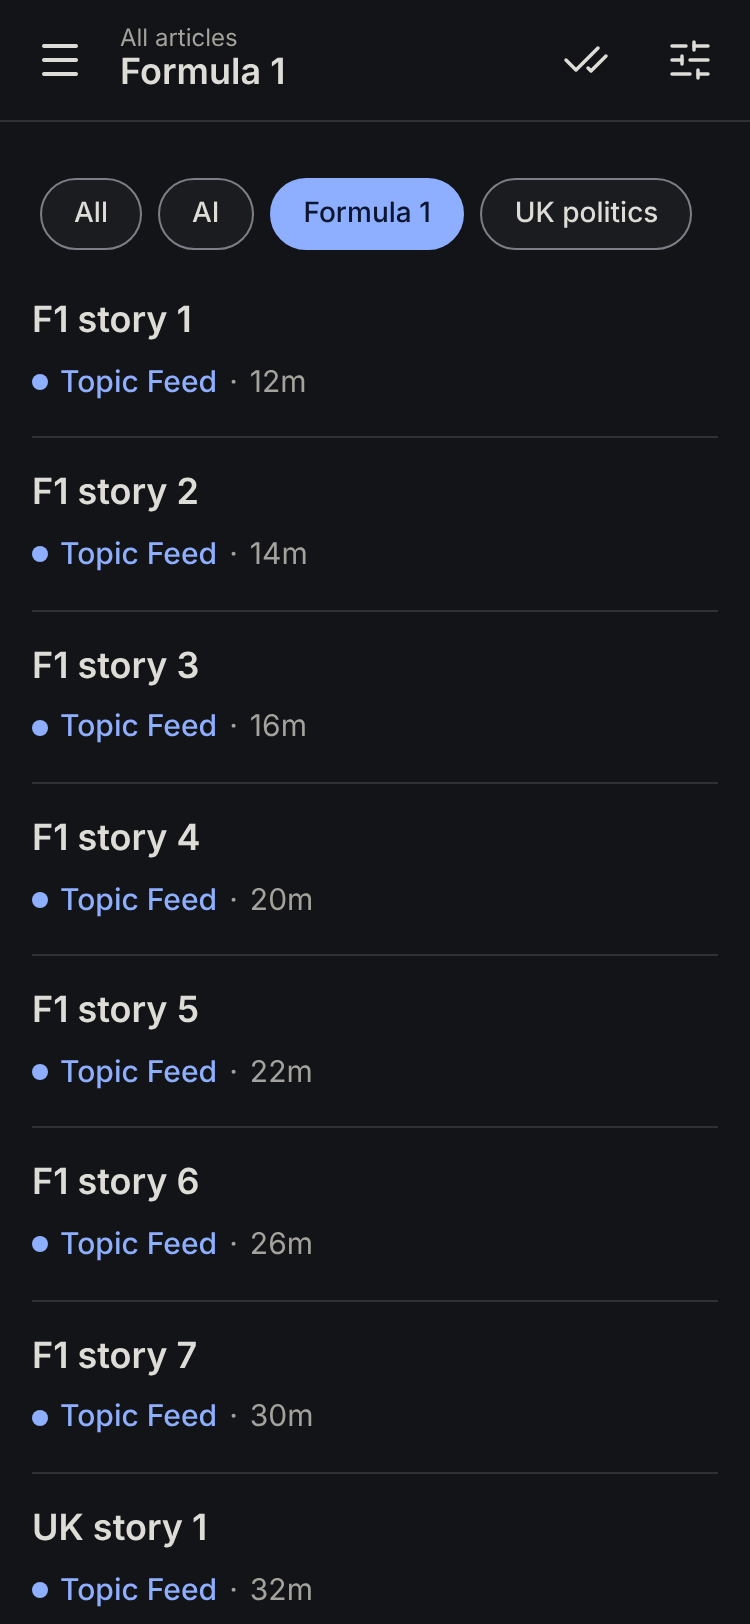 All articles
Formula 1
All AI Formula 1 UK politics
F1 story 1
Topic Feed · 12m
F1 story 2
Topic Feed · 14m
F1 story 3
Topic Feed · 16m
F1 story 4
Topic Feed · 20m
F1 story 5
Topic Feed · 22m
F1 story 6
Topic Feed · 26m
F1 story 7
Topic Feed · 30m
UK story 1
Topic Feed · 32m